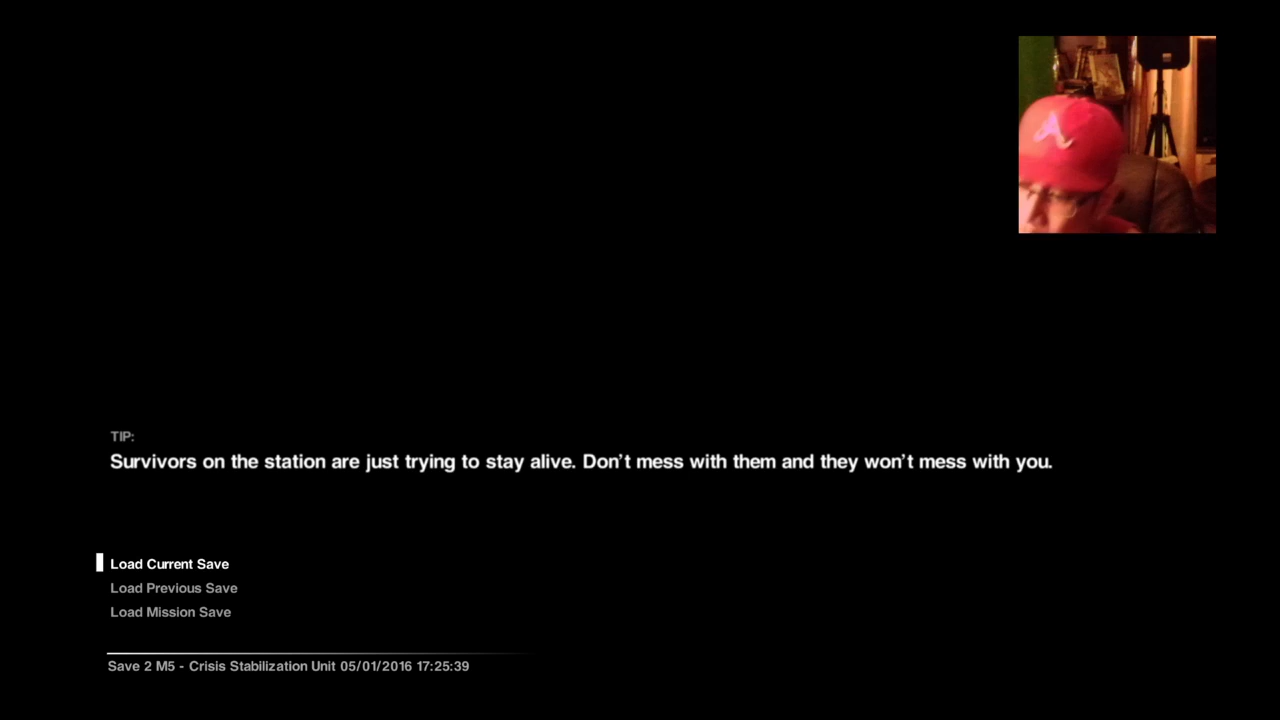 TIP:
Survivors on the station are just trying to stay alive. Don’t mess with them and they won’t mess with you.
Load Current Save
Load Previous Save
Load Mission Save
Save 2 M5 - Crisis Stabilization Unit 05/01/2016 17:25:39